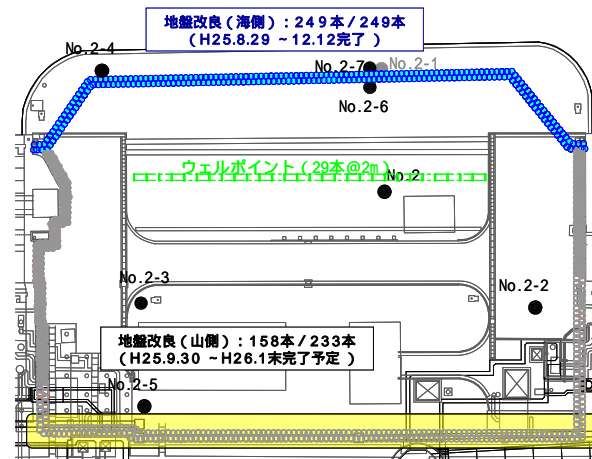 地盤改良(海側):249本/249本
(H25.8.29 ~12.12完了 )
No.2-4
No.2-7
No.2-1
No.2-6
ウェルポイント(29本@2m)
No.2
No.2-3
No.2-2
地盤改良(山側):158本/233本
(H25.9.30 ~H26.1末完了予定 )
No.2-5